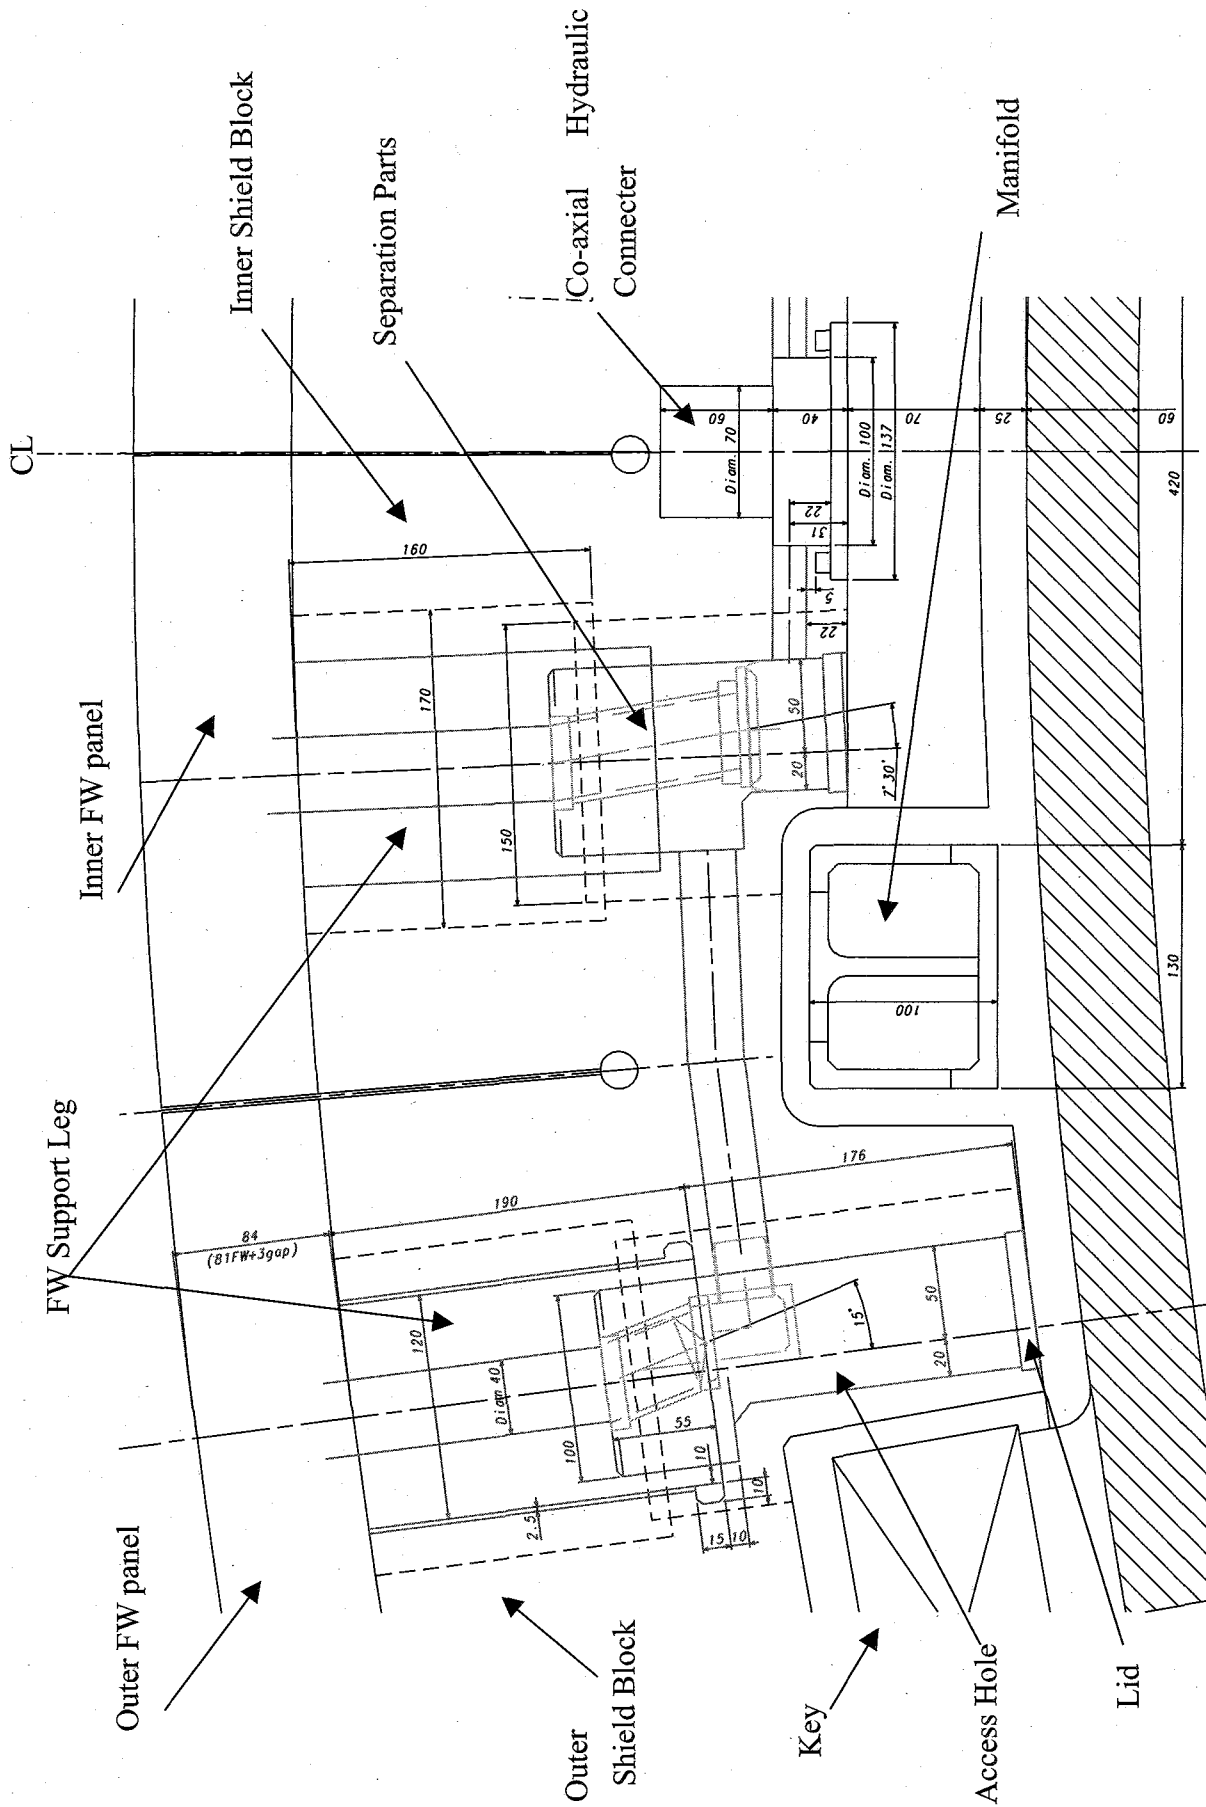 CL
Inner Shield Block
Separation Parts
Co-axial Hydraulic
Connecter
Manifold
Inner FW panel
FW Support Leg
Outer FW panel
Outer
Shield Block
Key
Access Hole
Lid
160
170
150
60
Diam. 70
40
Diam. 100
Diam. 137
70
25
60
420
22
31
5
22
50
20
7° 30'
130
100
176
190
84
(81FW+3gap)
120
Diam 40
100
55
10
10
2.5
15
10
15°
50
20